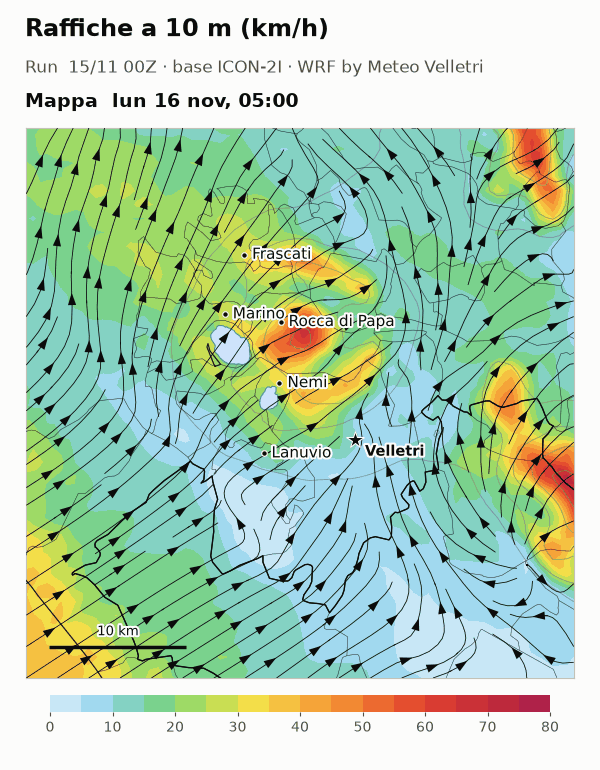 Raffiche a 10 m (km/h)
Run  15/11 00Z · base ICON-2I · WRF by Meteo Velletri
Mappa  lun 16 nov, 05:00
Frascati
Marino
Rocca di Papa
Nemi
Velletri
Lanuvio
10 km
0 10 20 30 40 50 60 70 80